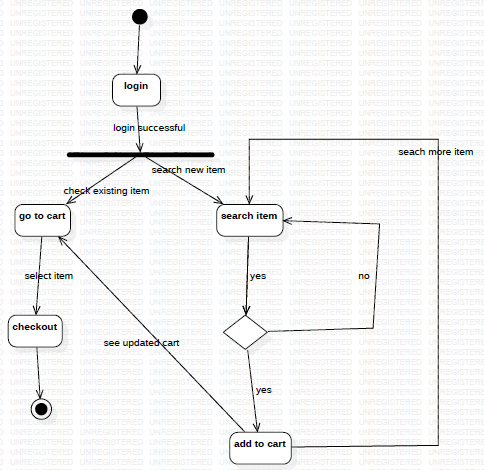 login
login successful
seach more item
search new item
check existing item
go to cart
search item
select item
yes
no
checkout
see updated cart
yes
add to cart